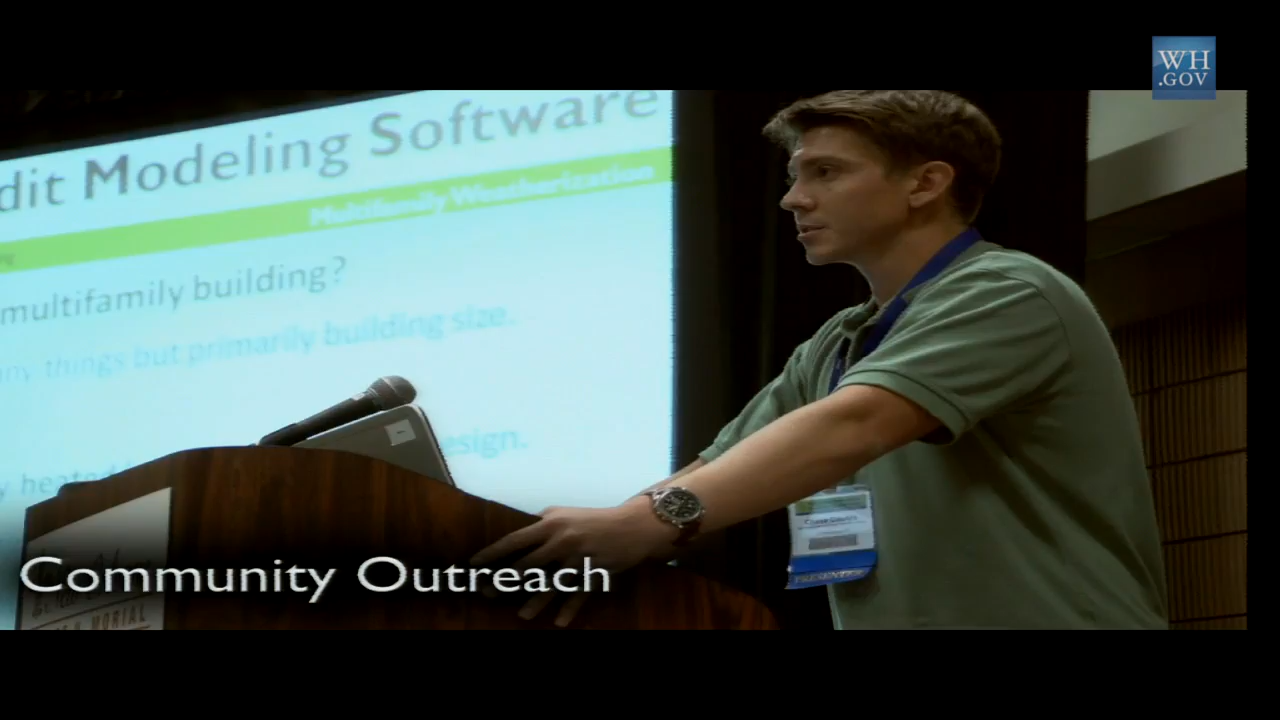 WH
.GOV
dit Modeling Software
Multifamily Weatherization
multifamily building?
ny things but primarily building size.
esign.
y heated
Community Outreach
MORIAL
PRESENTER